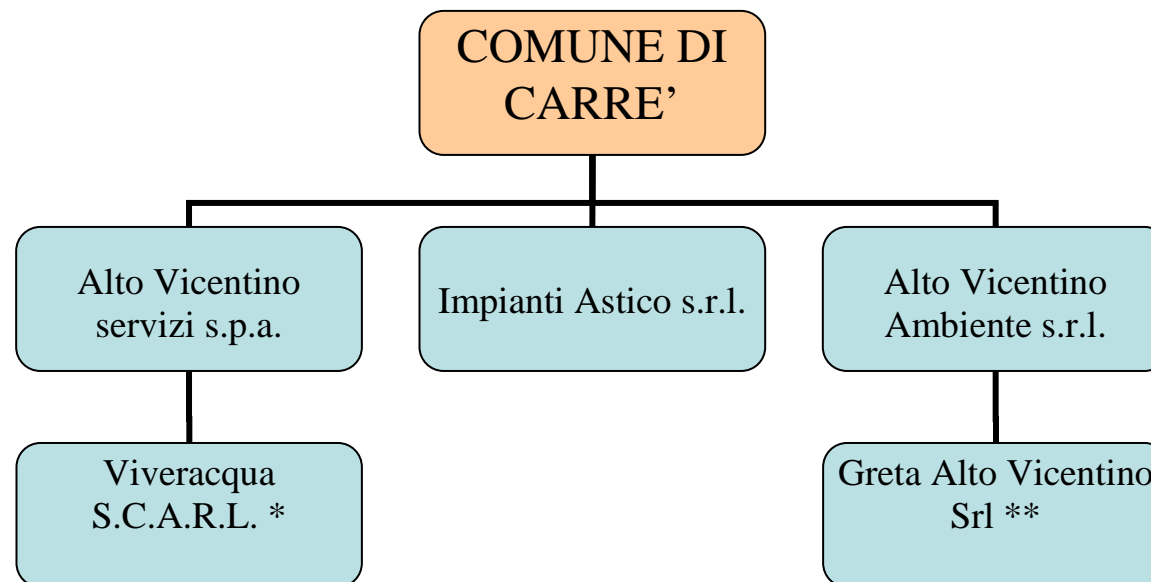 COMUNE DI
CARRE’
Alto Vicentino
servizi s.p.a.
Impianti Astico s.r.l.
Alto Vicentino
Ambiente s.r.l.
Viveracqua
S.C.A.R.L. *
Greta Alto Vicentino
Srl **